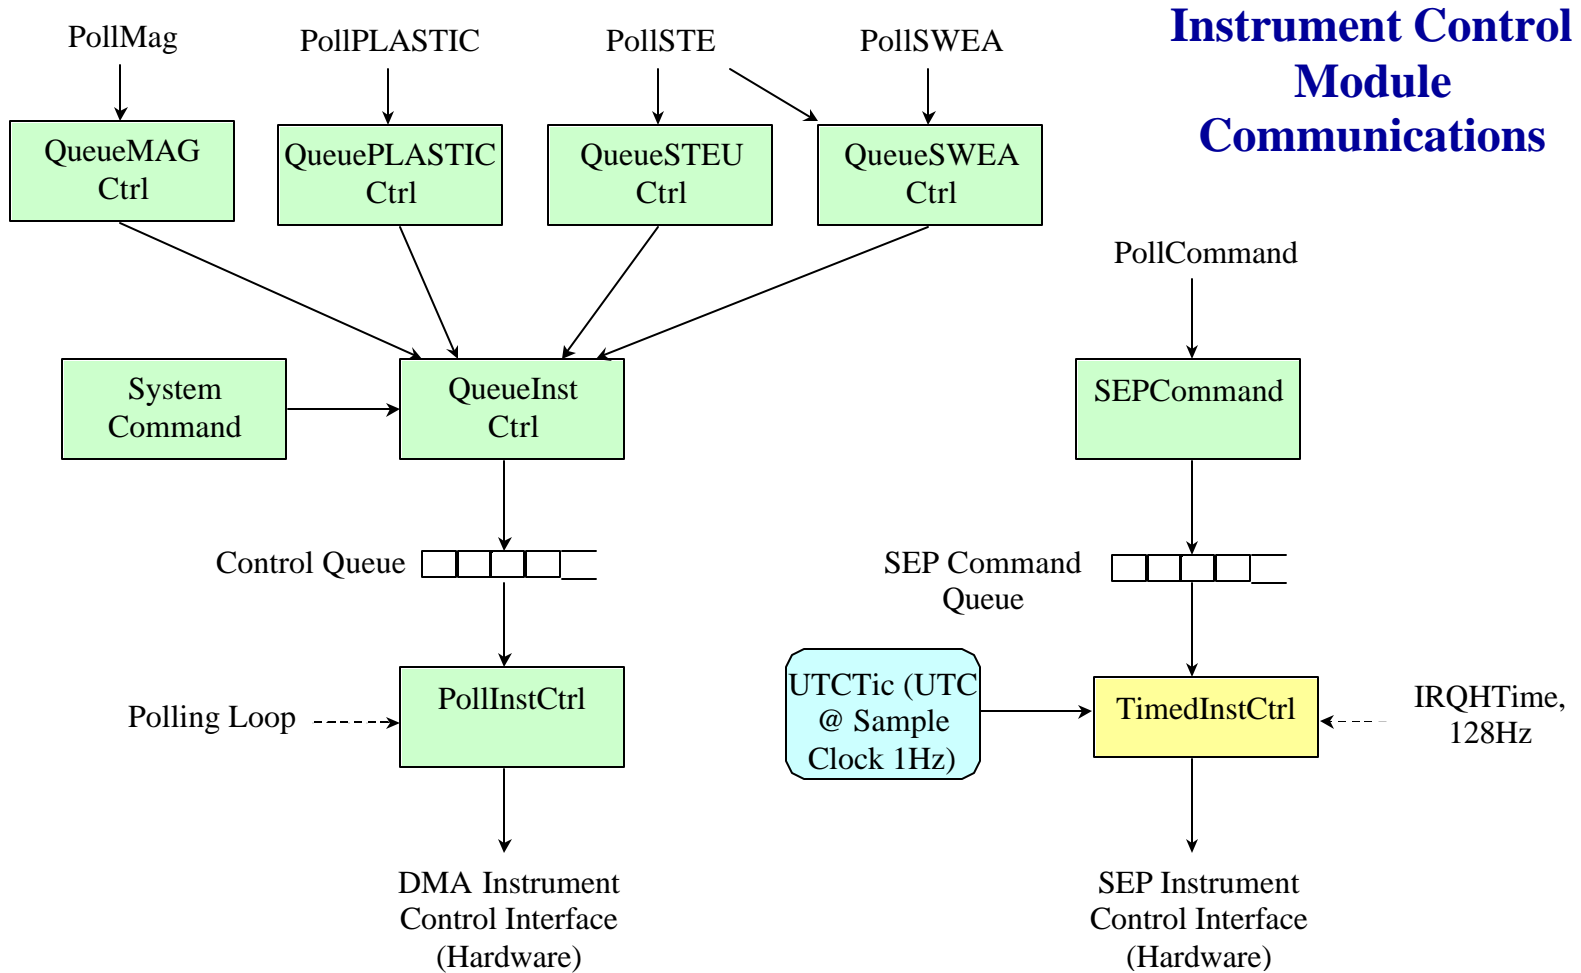 Instrument Control
Module
Communications
PollMag
PollPLASTIC
PollSTE
PollSWEA
QueueMAG
Ctrl
QueuePLASTIC
Ctrl
QueueSTEU
Ctrl
QueueSWEA
Ctrl
PollCommand
System
Command
QueueInst
Ctrl
SEPCommand
Control Queue
SEP Command
Queue
Polling Loop
PollInstCtrl
UTCTic (UTC
@ Sample
Clock 1Hz)
TimedInstCtrl
IRQHTime,
128Hz
DMA Instrument
Control Interface
(Hardware)
SEP Instrument
Control Interface
(Hardware)